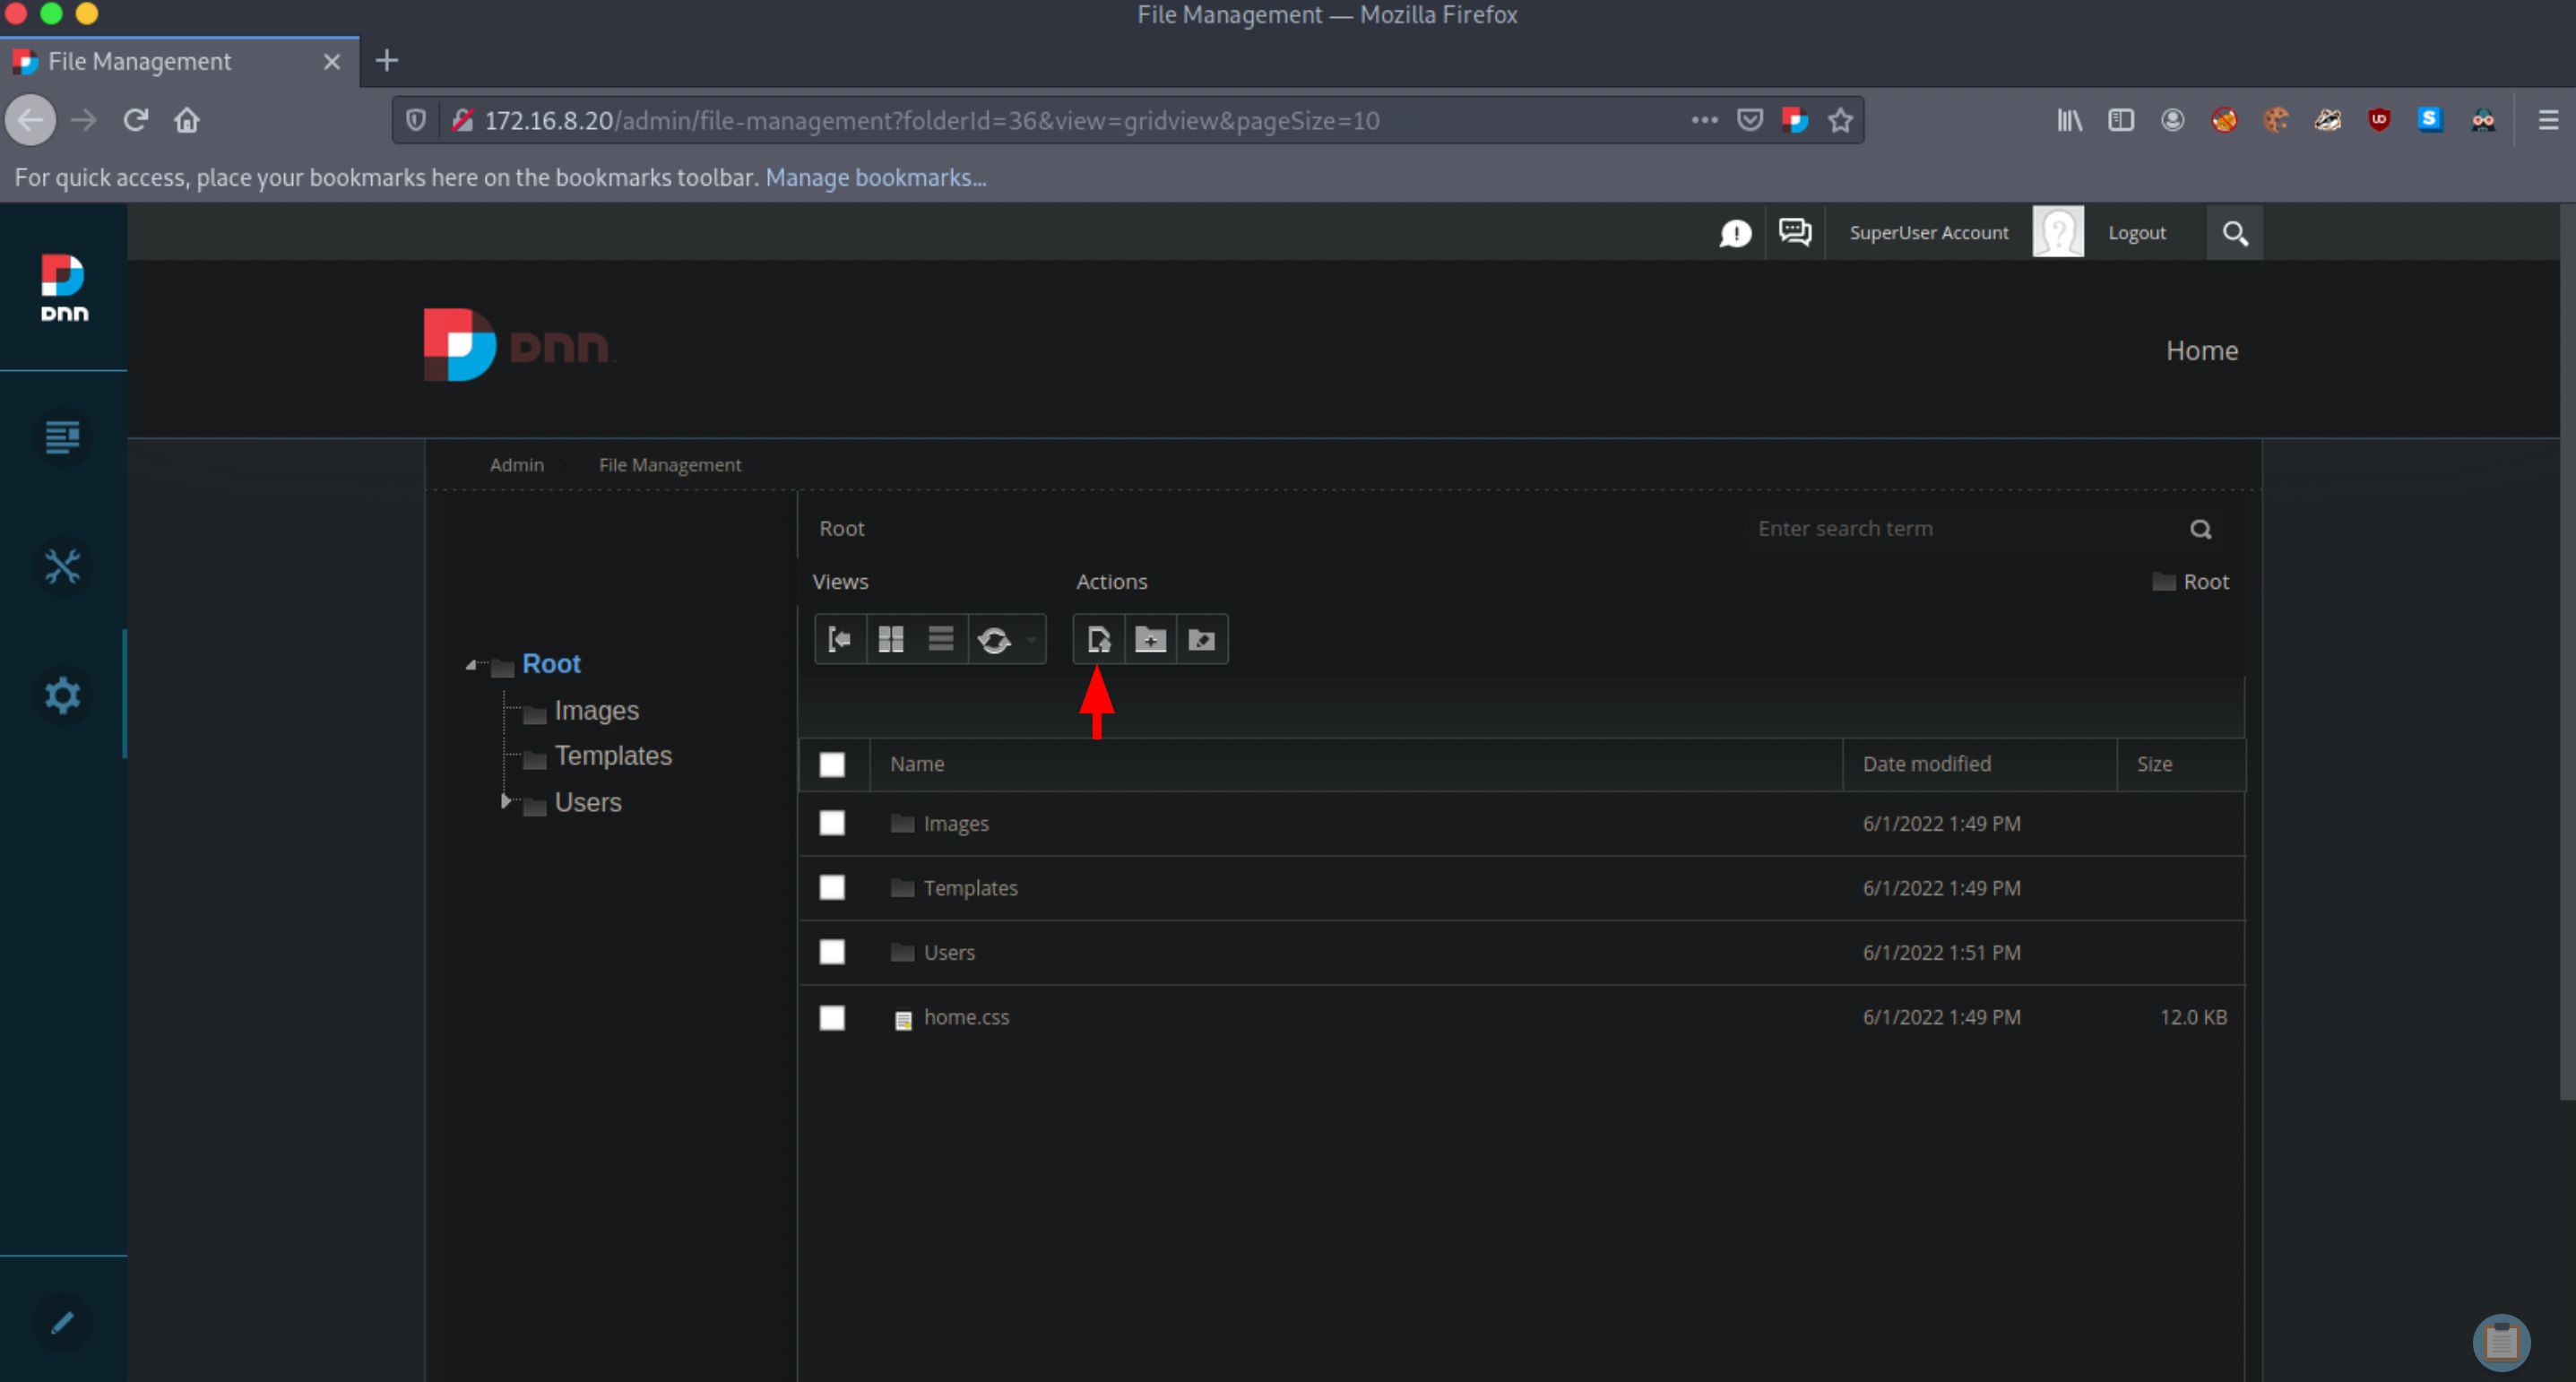 File Management — Mozilla Firefox
File Management
172.16.8.20/admin/file-management?folderId=36&view=gridview&pageSize=10
For quick access, place your bookmarks here on the bookmarks toolbar. Manage bookmarks...
SuperUser Account Logout
DNN
DNN.
Home
Admin File Management
Root Enter search term
Views Actions Root
Root
Images
Templates
Users
Name Date modified Size
Images 6/1/2022 1:49 PM
Templates 6/1/2022 1:49 PM
Users 6/1/2022 1:51 PM
home.css 6/1/2022 1:49 PM 12.0 KB